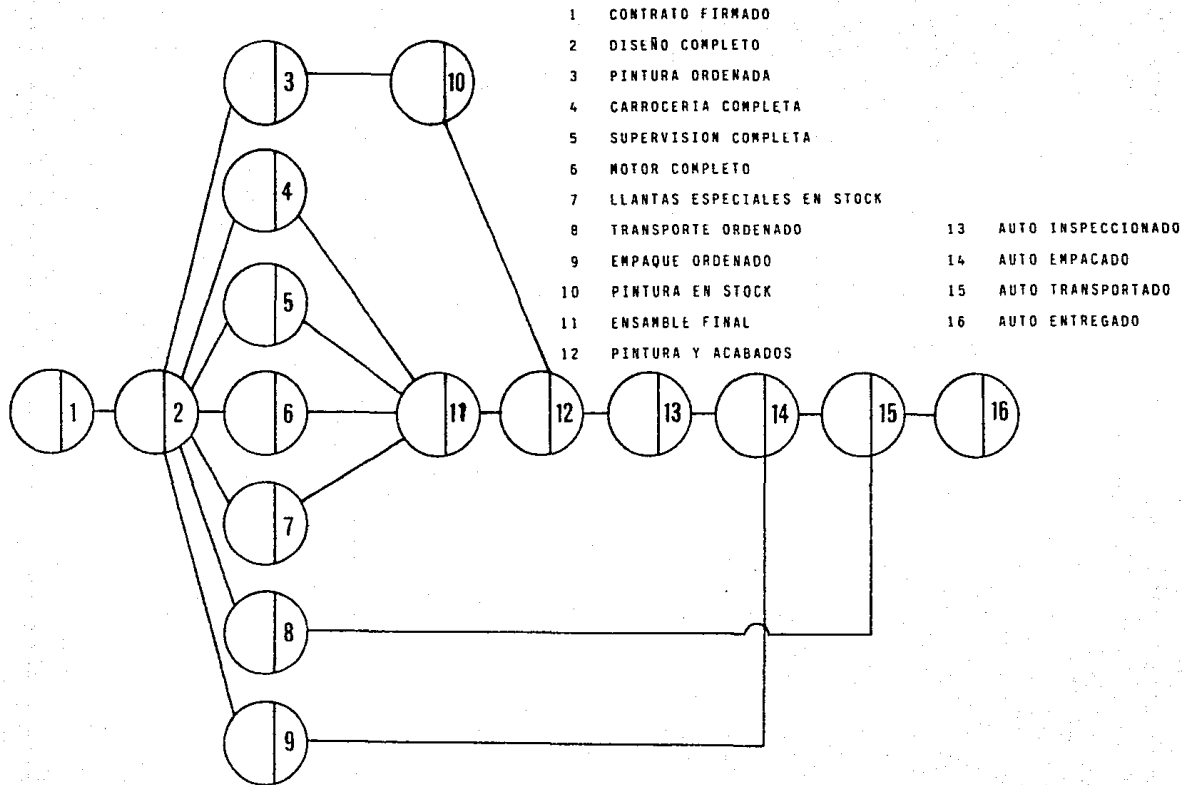 1 CONTRATO FIRMADO
2 DISEÑO COMPLETO
3 PINTURA ORDENADA
4 CARROCERIA COMPLETA
5 SUPERVISION COMPLETA
6 MOTOR COMPLETO
7 LLANTAS ESPECIALES EN STOCK
8 TRANSPORTE ORDENADO
9 EMPAQUE ORDENADO
10 PINTURA EN STOCK
11 ENSAMBLE FINAL
12 PINTURA Y ACABADOS
13 AUTO INSPECCIONADO
14 AUTO EMPACADO
15 AUTO TRANSPORTADO
16 AUTO ENTREGADO
3 10
4
5
1 2 6 11 12 13 14 15 16
7
8
9